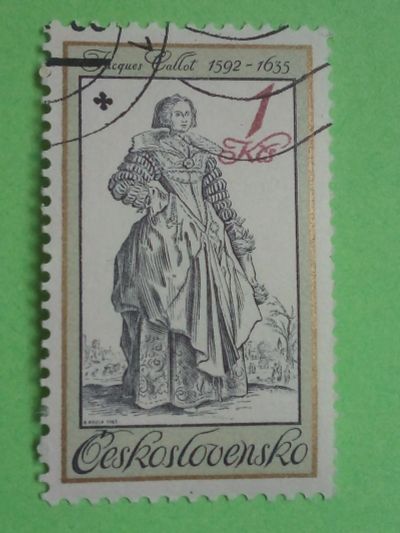 Jacques Callot 1592-1635
1
Kčs
Československo